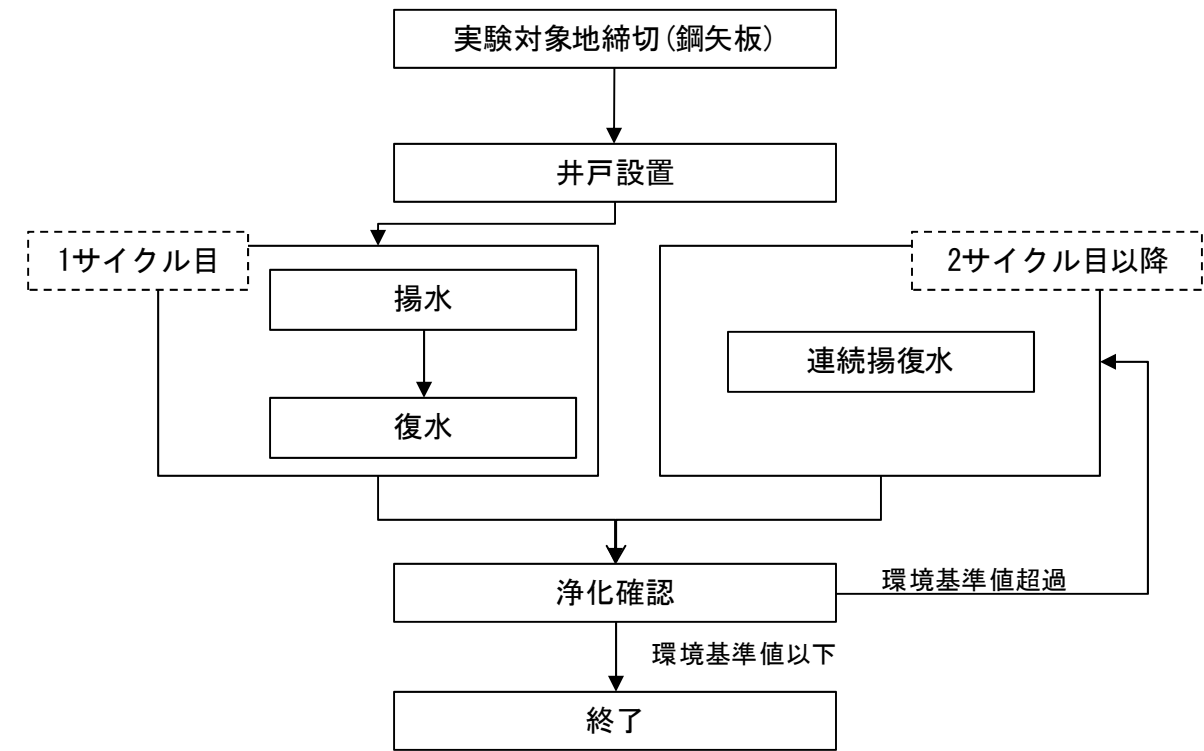 実験対象地締切(鋼矢板)
井戸設置
1サイクル目
揚水
復水
2サイクル目以降
連続揚復水
浄化確認
環境基準値超過
環境基準値以下
終了